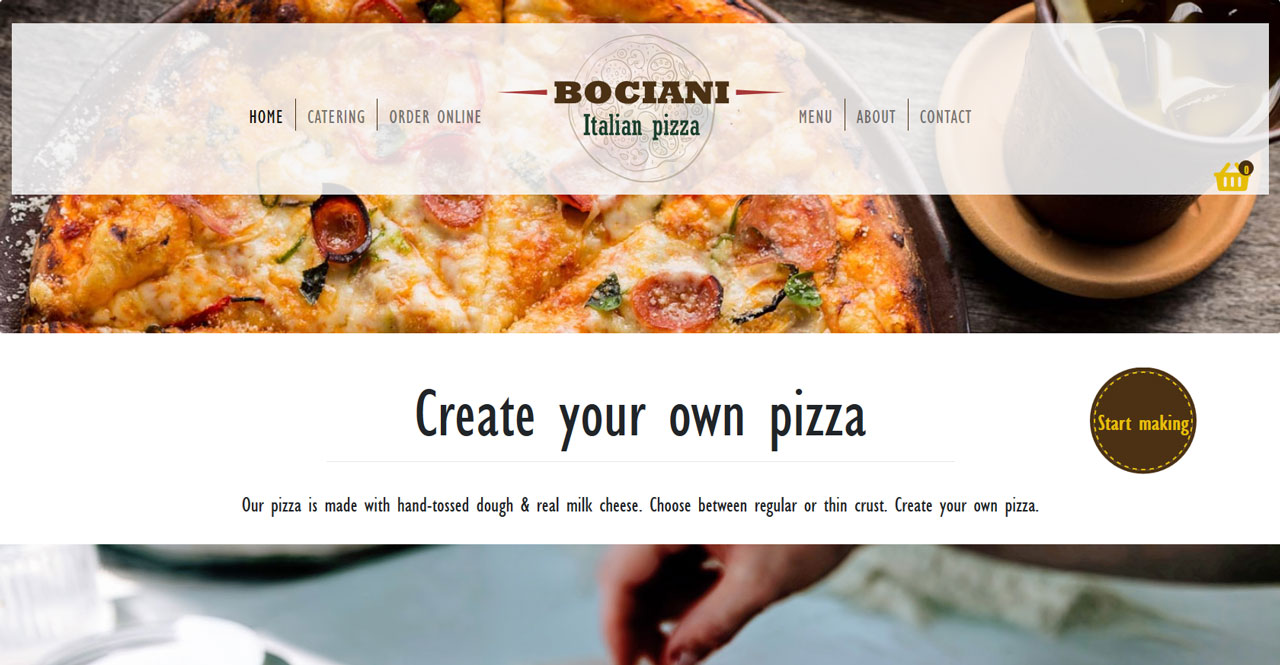 BOCIANI
Italian pizza
HOME CATERING ORDER ONLINE MENU ABOUT CONTACT
0
Create your own pizza
Start making
Our pizza is made with hand-tossed dough & real milk cheese. Choose between regular or thin crust. Create your own pizza.